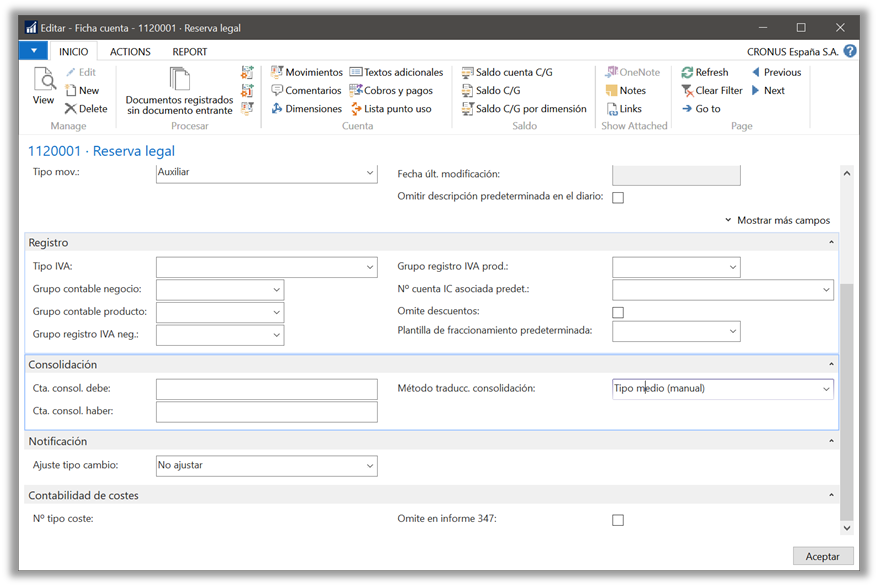 Editar - Ficha cuenta - 1120001 · Reserva legal
INICIO ACTIONS REPORT CRONUS España S.A. ?
View
Edit
New
Delete
Manage
Documentos registrados
sin documento entrante
Procesar
Movimientos Textos adicionales
Comentarios Cobros y pagos
Dimensiones Lista punto uso
Cuenta
Saldo cuenta C/G
Saldo C/G
Saldo C/G por dimensión
Saldo
OneNote
Notes
Links
Show Attached
Refresh Previous
Clear Filter Next
Go to
Page
1120001 · Reserva legal
Tipo mov.: Auxiliar
Fecha últ. modificación:
Omitir descripción predeterminada en el diario:
Mostrar más campos
Registro
Tipo IVA:
Grupo contable negocio:
Grupo contable producto:
Grupo registro IVA neg.:
Grupo registro IVA prod.:
Nº cuenta IC asociada predet.:
Omite descuentos:
Plantilla de fraccionamiento predeterminada:
Consolidación
Cta. consol. debe:
Cta. consol. haber:
Método traducc. consolidación: Tipo medio (manual)
Notificación
Ajuste tipo cambio: No ajustar
Contabilidad de costes
Nº tipo coste:
Omite en informe 347:
Aceptar